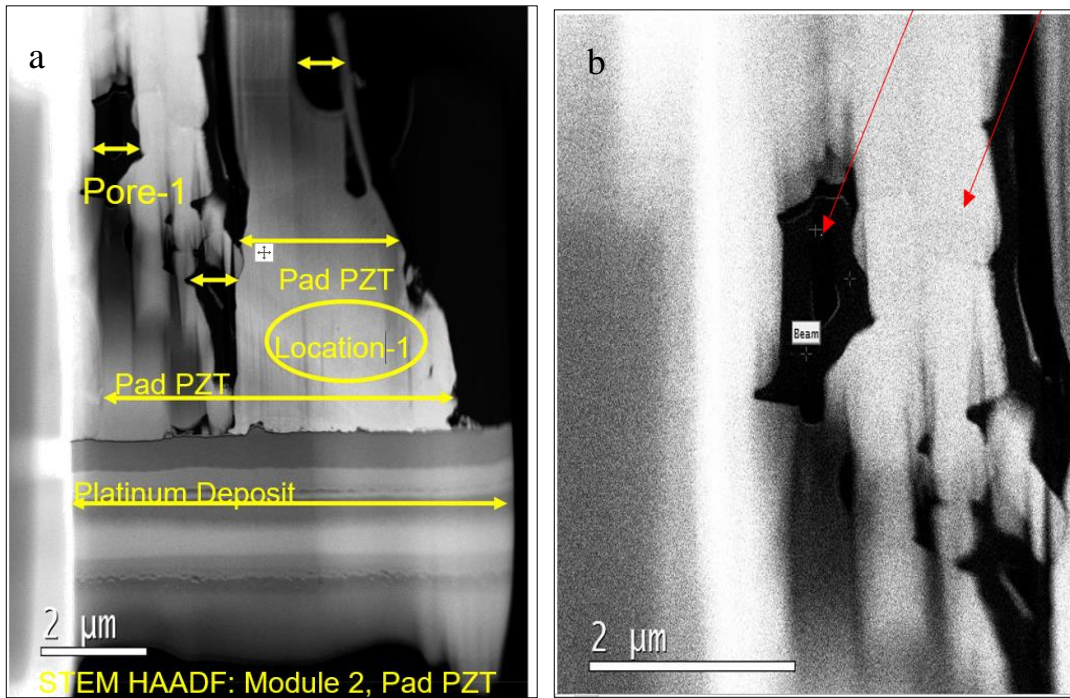 a
Pore-1
Pad PZT
Location-1
Pad PZT
Platinum Deposit
2 µm
STEM HAADF: Module 2, Pad PZT
b
Beam
2 µm